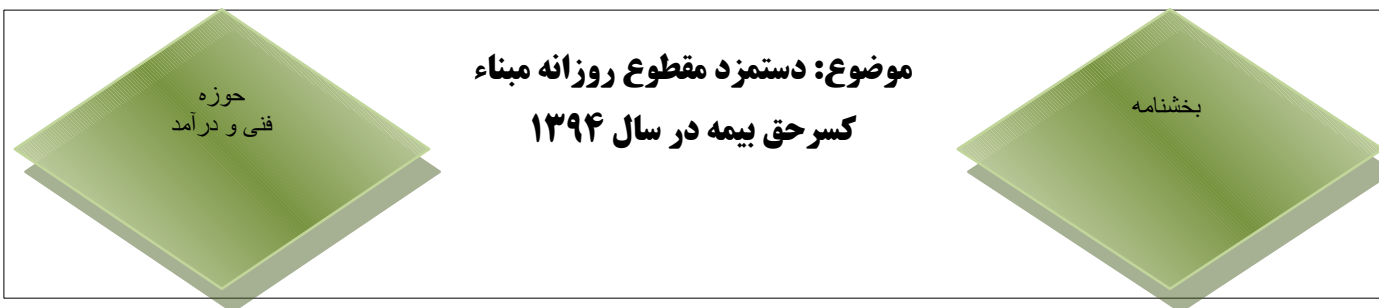 بخشنامه
موضوع: دستمزد مقطوع روزانه مبناء
کسرحق بیمه در سال ۱۳۹۴
حوزه
فنی و درآمد